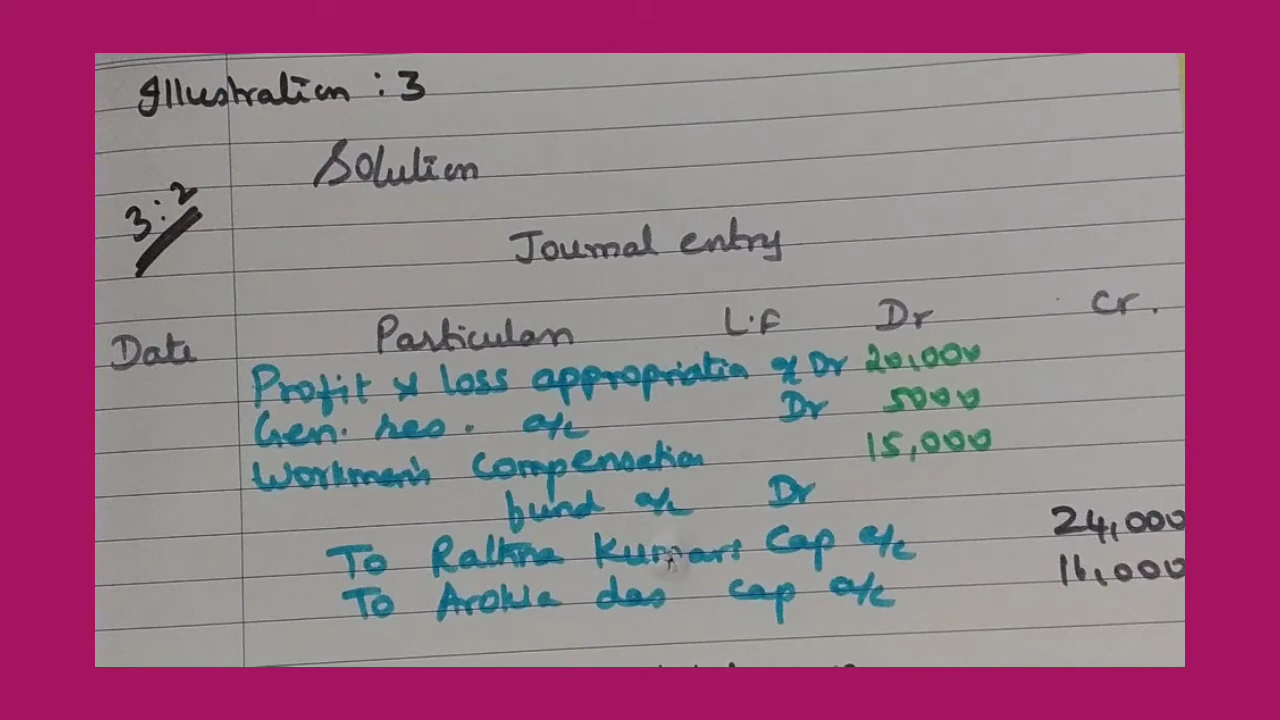 Illustration : 3
Solution
3:2
Journal entry
Date Particulars L.F Dr Cr.
Profit & loss appropriation a/c Dr 20,000
Gen. res. a/c Dr 5000
Workmen's compensation 15,000
fund a/c Dr
To Rathna Kumari Cap a/c 24,000
To Arokia das cap a/c 16,000